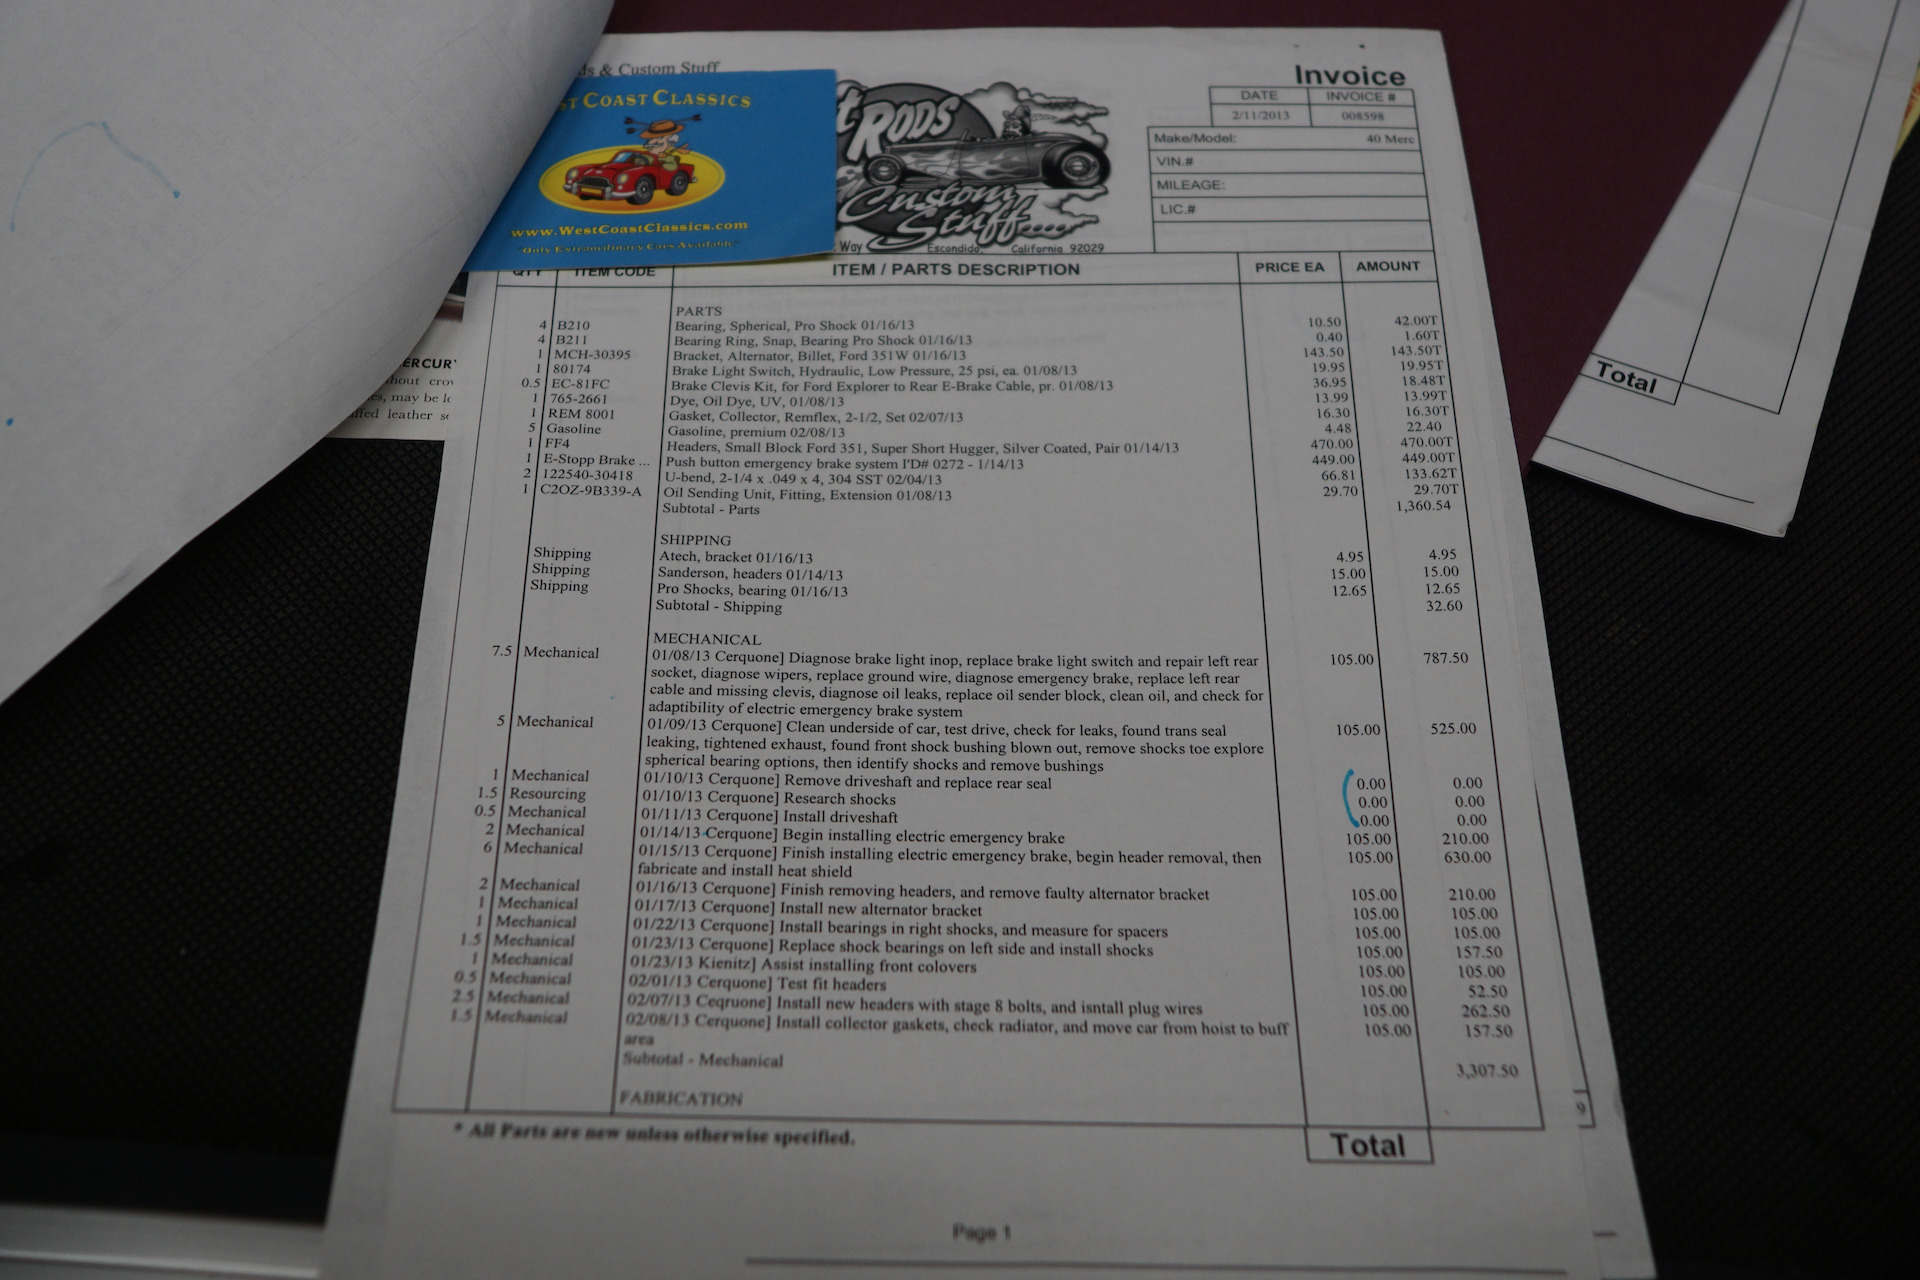 ds & Custom Stuff
Invoice
ST COAST CLASSICS
www.WestCoastClassics.com
"Only Extraordinary Cars Available"
t RODS
Custom
Stuff....
Way Escondido, California 92029
DATE INVOICE #
2/11/2013 008598
Make/Model: 40 Merc
VIN.#
MILEAGE:
LIC.#
QTY ITEM CODE ITEM / PARTS DESCRIPTION PRICE EA AMOUNT
PARTS
4 B210 Bearing, Spherical, Pro Shock 01/16/13 10.50 42.00T
4 B211 Bearing Ring, Snap, Bearing Pro Shock 01/16/13 0.40 1.60T
1 MCH-30395 Bracket, Alternator, Billet, Ford 351W 01/16/13 143.50 143.50T
1 80174 Brake Light Switch, Hydraulic, Low Pressure, 25 psi, ea. 01/08/13 19.95 19.95T
0.5 EC-81FC Brake Clevis Kit, for Ford Explorer to Rear E-Brake Cable, pr. 01/08/13 36.95 18.48T
1 765-2661 Dye, Oil Dye, UV, 01/08/13 13.99 13.99T
1 REM 8001 Gasket, Collector, Remflex, 2-1/2, Set 02/07/13 16.30 16.30T
5 Gasoline Gasoline, premium 02/08/13 4.48 22.40
1 FF4 Headers, Small Block Ford 351, Super Short Hugger, Silver Coated, Pair 01/14/13 470.00 470.00T
1 E-Stopp Brake ... Push button emergency brake system I'D# 0272 - 1/14/13 449.00 449.00T
2 122540-30418 U-bend, 2-1/4 x .049 x 4, 304 SST 02/04/13 66.81 133.62T
1 C2OZ-9B339-A Oil Sending Unit, Fitting, Extension 01/08/13 29.70 29.70T
Subtotal - Parts 1,360.54
SHIPPING
Shipping Atech, bracket 01/16/13 4.95 4.95
Shipping Sanderson, headers 01/14/13 15.00 15.00
Shipping Pro Shocks, bearing 01/16/13 12.65 12.65
Subtotal - Shipping 32.60
MECHANICAL
7.5 Mechanical 01/08/13 Cerquone] Diagnose brake light inop, replace brake light switch and repair left rear 105.00 787.50
socket, diagnose wipers, replace ground wire, diagnose emergency brake, replace left rear
cable and missing clevis, diagnose oil leaks, replace oil sender block, clean oil, and check for
adaptibility of electric emergency brake system
5 Mechanical 01/09/13 Cerquone] Clean underside of car, test drive, check for leaks, found trans seal 105.00 525.00
leaking, tightened exhaust, found front shock bushing blown out, remove shocks toe explore
spherical bearing options, then identify shocks and remove bushings
1 Mechanical 01/10/13 Cerquone] Remove driveshaft and replace rear seal 0.00 0.00
1.5 Resourcing 01/10/13 Cerquone] Research shocks 0.00 0.00
0.5 Mechanical 01/11/13 Cerquone] Install driveshaft 0.00 0.00
2 Mechanical 01/14/13 Cerquone] Begin installing electric emergency brake 105.00 210.00
6 Mechanical 01/15/13 Cerquone] Finish installing electric emergency brake, begin header removal, then 105.00 630.00
fabricate and install heat shield
2 Mechanical 01/16/13 Cerquone] Finish removing headers, and remove faulty alternator bracket 105.00 210.00
1 Mechanical 01/17/13 Cerquone] Install new alternator bracket 105.00 105.00
1 Mechanical 01/22/13 Cerquone] Install bearings in right shocks, and measure for spacers 105.00 105.00
1.5 Mechanical 01/23/13 Cerquone] Replace shock bearings on left side and install shocks 105.00 157.50
1 Mechanical 01/23/13 Kienitz] Assist installing front colovers 105.00 105.00
0.5 Mechanical 02/01/13 Cerquone] Test fit headers 105.00 52.50
2.5 Mechanical 02/07/13 Ceqruone] Install new headers with stage 8 bolts, and isntall plug wires 105.00 262.50
1.5 Mechanical 02/08/13 Cerquone] Install collector gaskets, check radiator, and move car from hoist to buff 105.00 157.50
area
Subtotal - Mechanical 3,307.50
FABRICATION
* All Parts are new unless otherwise specified.
Total
Page 1
9
ERCURY
hout
es, may be
leather
Total